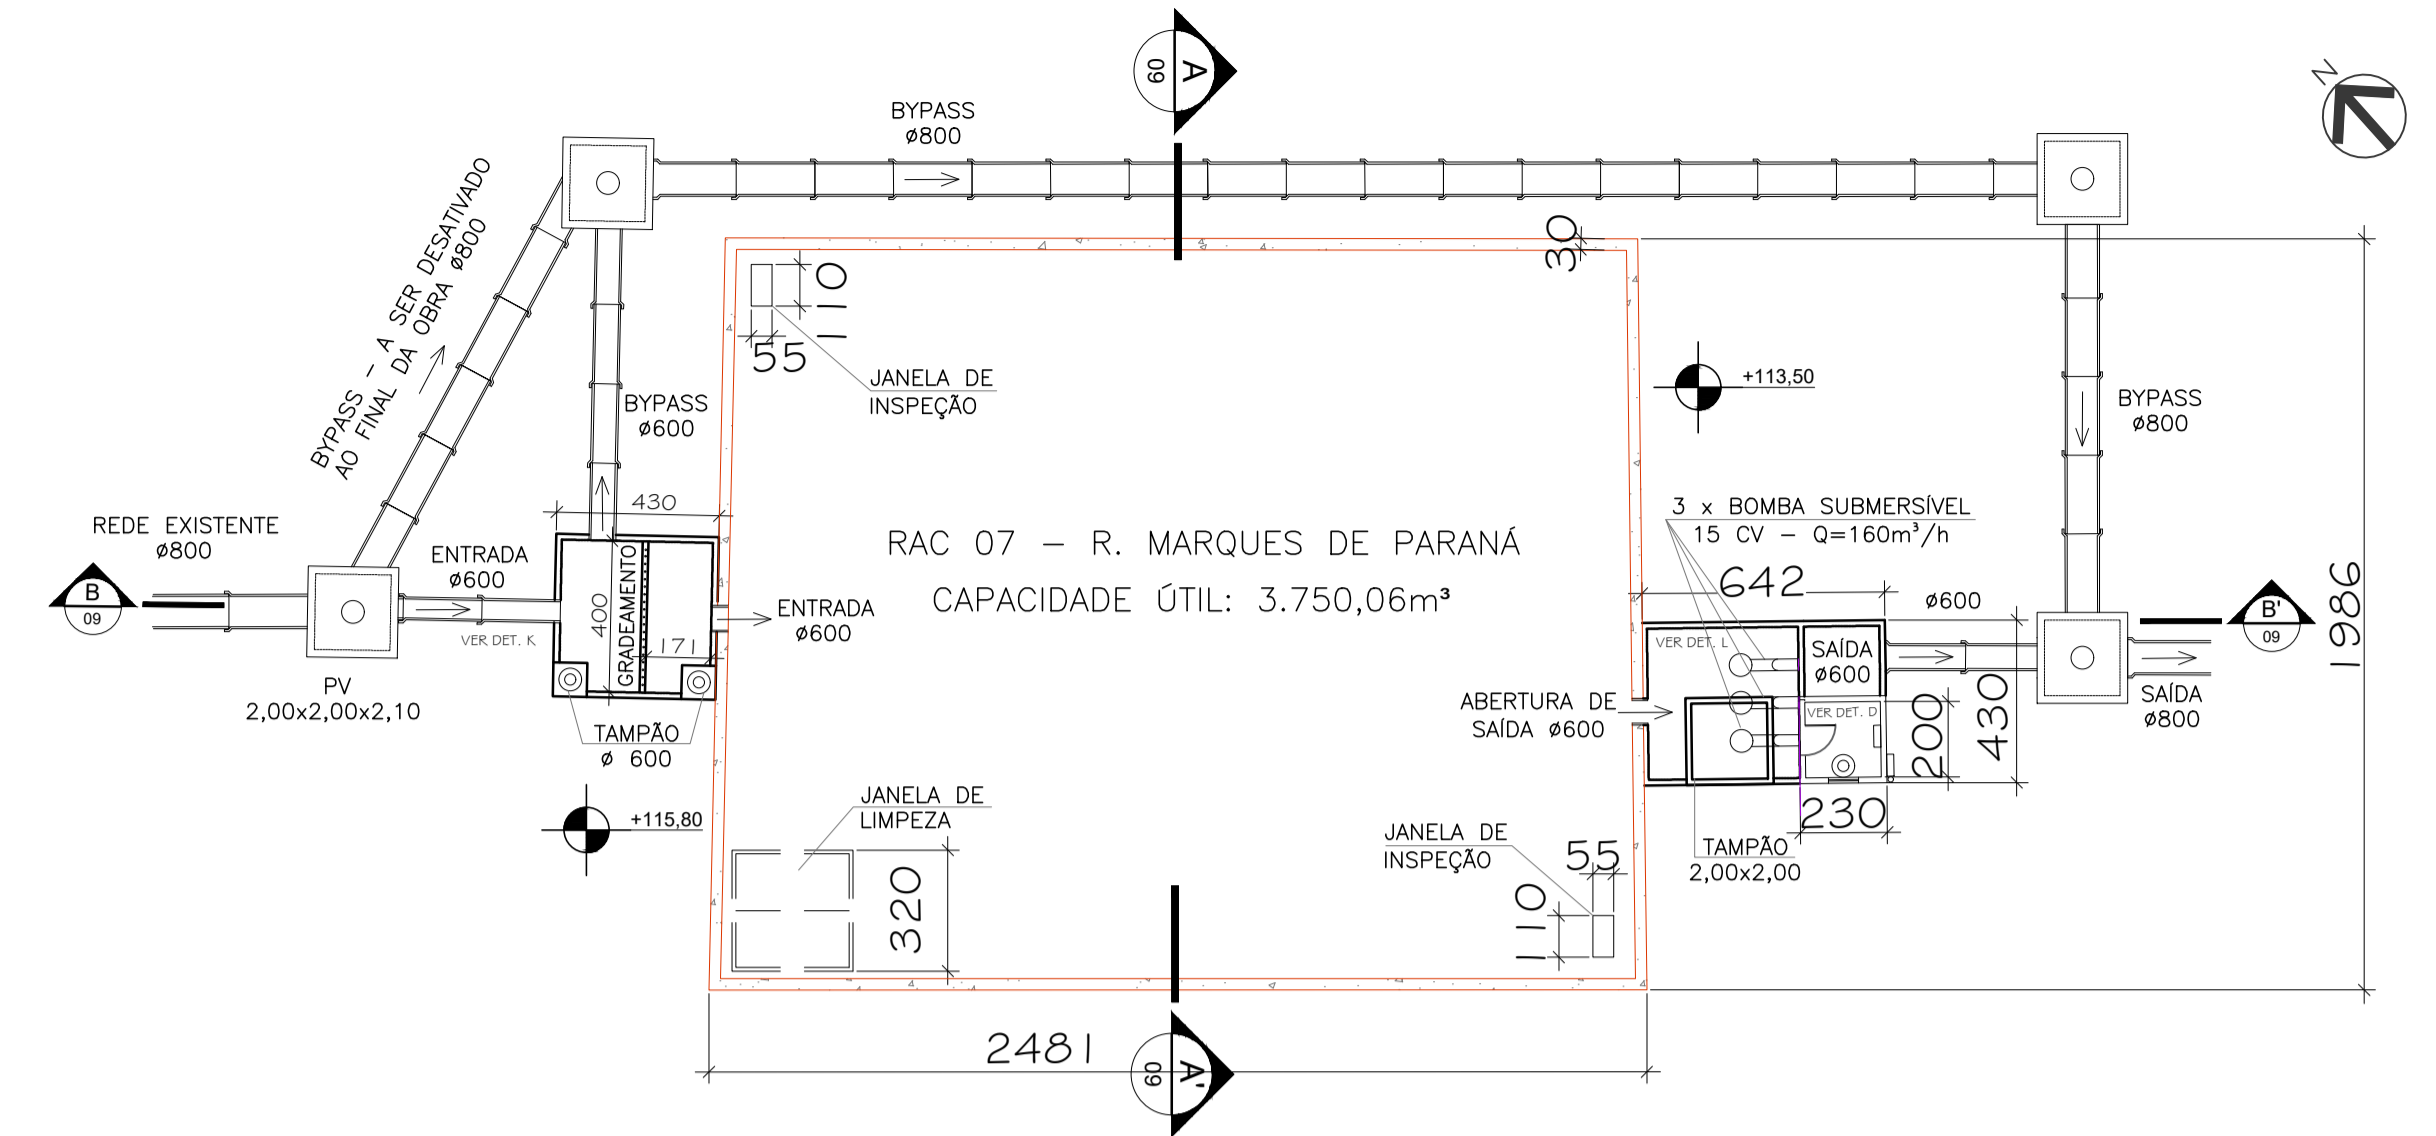 A
60
N
BYPASS
ø800
BYPASS - A SER DESATIVADO
AO FINAL DA OBRA ø800
30
110
55
JANELA DE
INSPEÇÃO
+113,50
BYPASS
ø600
BYPASS
ø800
430
REDE EXISTENTE
ø800
ENTRADA
ø600
B
09
VER DET. K
400
GRADEAMENTO
171
ENTRADA
ø600
RAC 07 - R. MARQUES DE PARANÁ
CAPACIDADE ÚTIL: 3.750,06m³
3 x BOMBA SUBMERSÍVEL
15 CV - Q=160m³/h
642
ø600
B'
09
1986
VER DET. L
SAÍDA
ø600
PV
2,00x2,00x2,10
ABERTURA DE
SAÍDA ø600
VER DET. D
200
430
SAÍDA
ø800
TAMPÃO
ø 600
JANELA DE
LIMPEZA
+115,80
320
230
TAMPÃO
2,00x2,00
JANELA DE
INSPEÇÃO
55
110
2481
A'
60